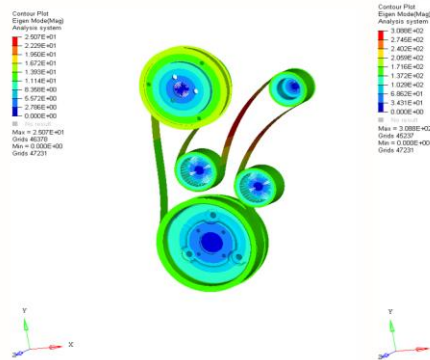 Contour Plot
Eigen Mode(Mag)
Analysis system
2.507E+01
2.229E+01
1.950E+01
1.672E+01
1.393E+01
1.114E+01
8.358E+00
5.572E+00
2.786E+00
0.000E+00
No result
Max = 2.507E+01
Grids 46378
Min = 0.000E+00
Grids 47231
Y
X
Z
Contour Plot
Eigen Mode(Mag)
Analysis system
3.088E+02
2.745E+02
2.402E+02
2.059E+02
1.716E+02
1.372E+02
1.029E+02
6.862E+01
3.431E+01
0.000E+00
No result
Max = 3.088E+02
Grids 45237
Min = 0.000E+00
Grids 47231
Y